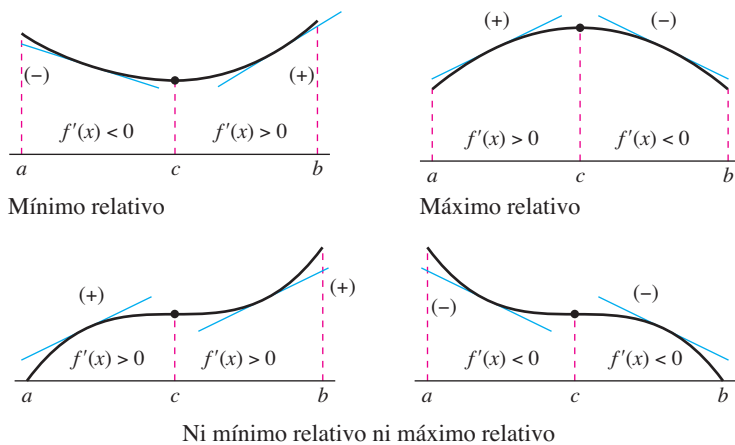 (−) (+)
f′(x) < 0 f′(x) > 0
a c b
Mínimo relativo
(+) (−)
f′(x) > 0 f′(x) < 0
a c b
Máximo relativo
(+) (+)
f′(x) > 0 f′(x) > 0
a c b
(−) (−)
f′(x) < 0 f′(x) < 0
a c b
Ni mínimo relativo ni máximo relativo